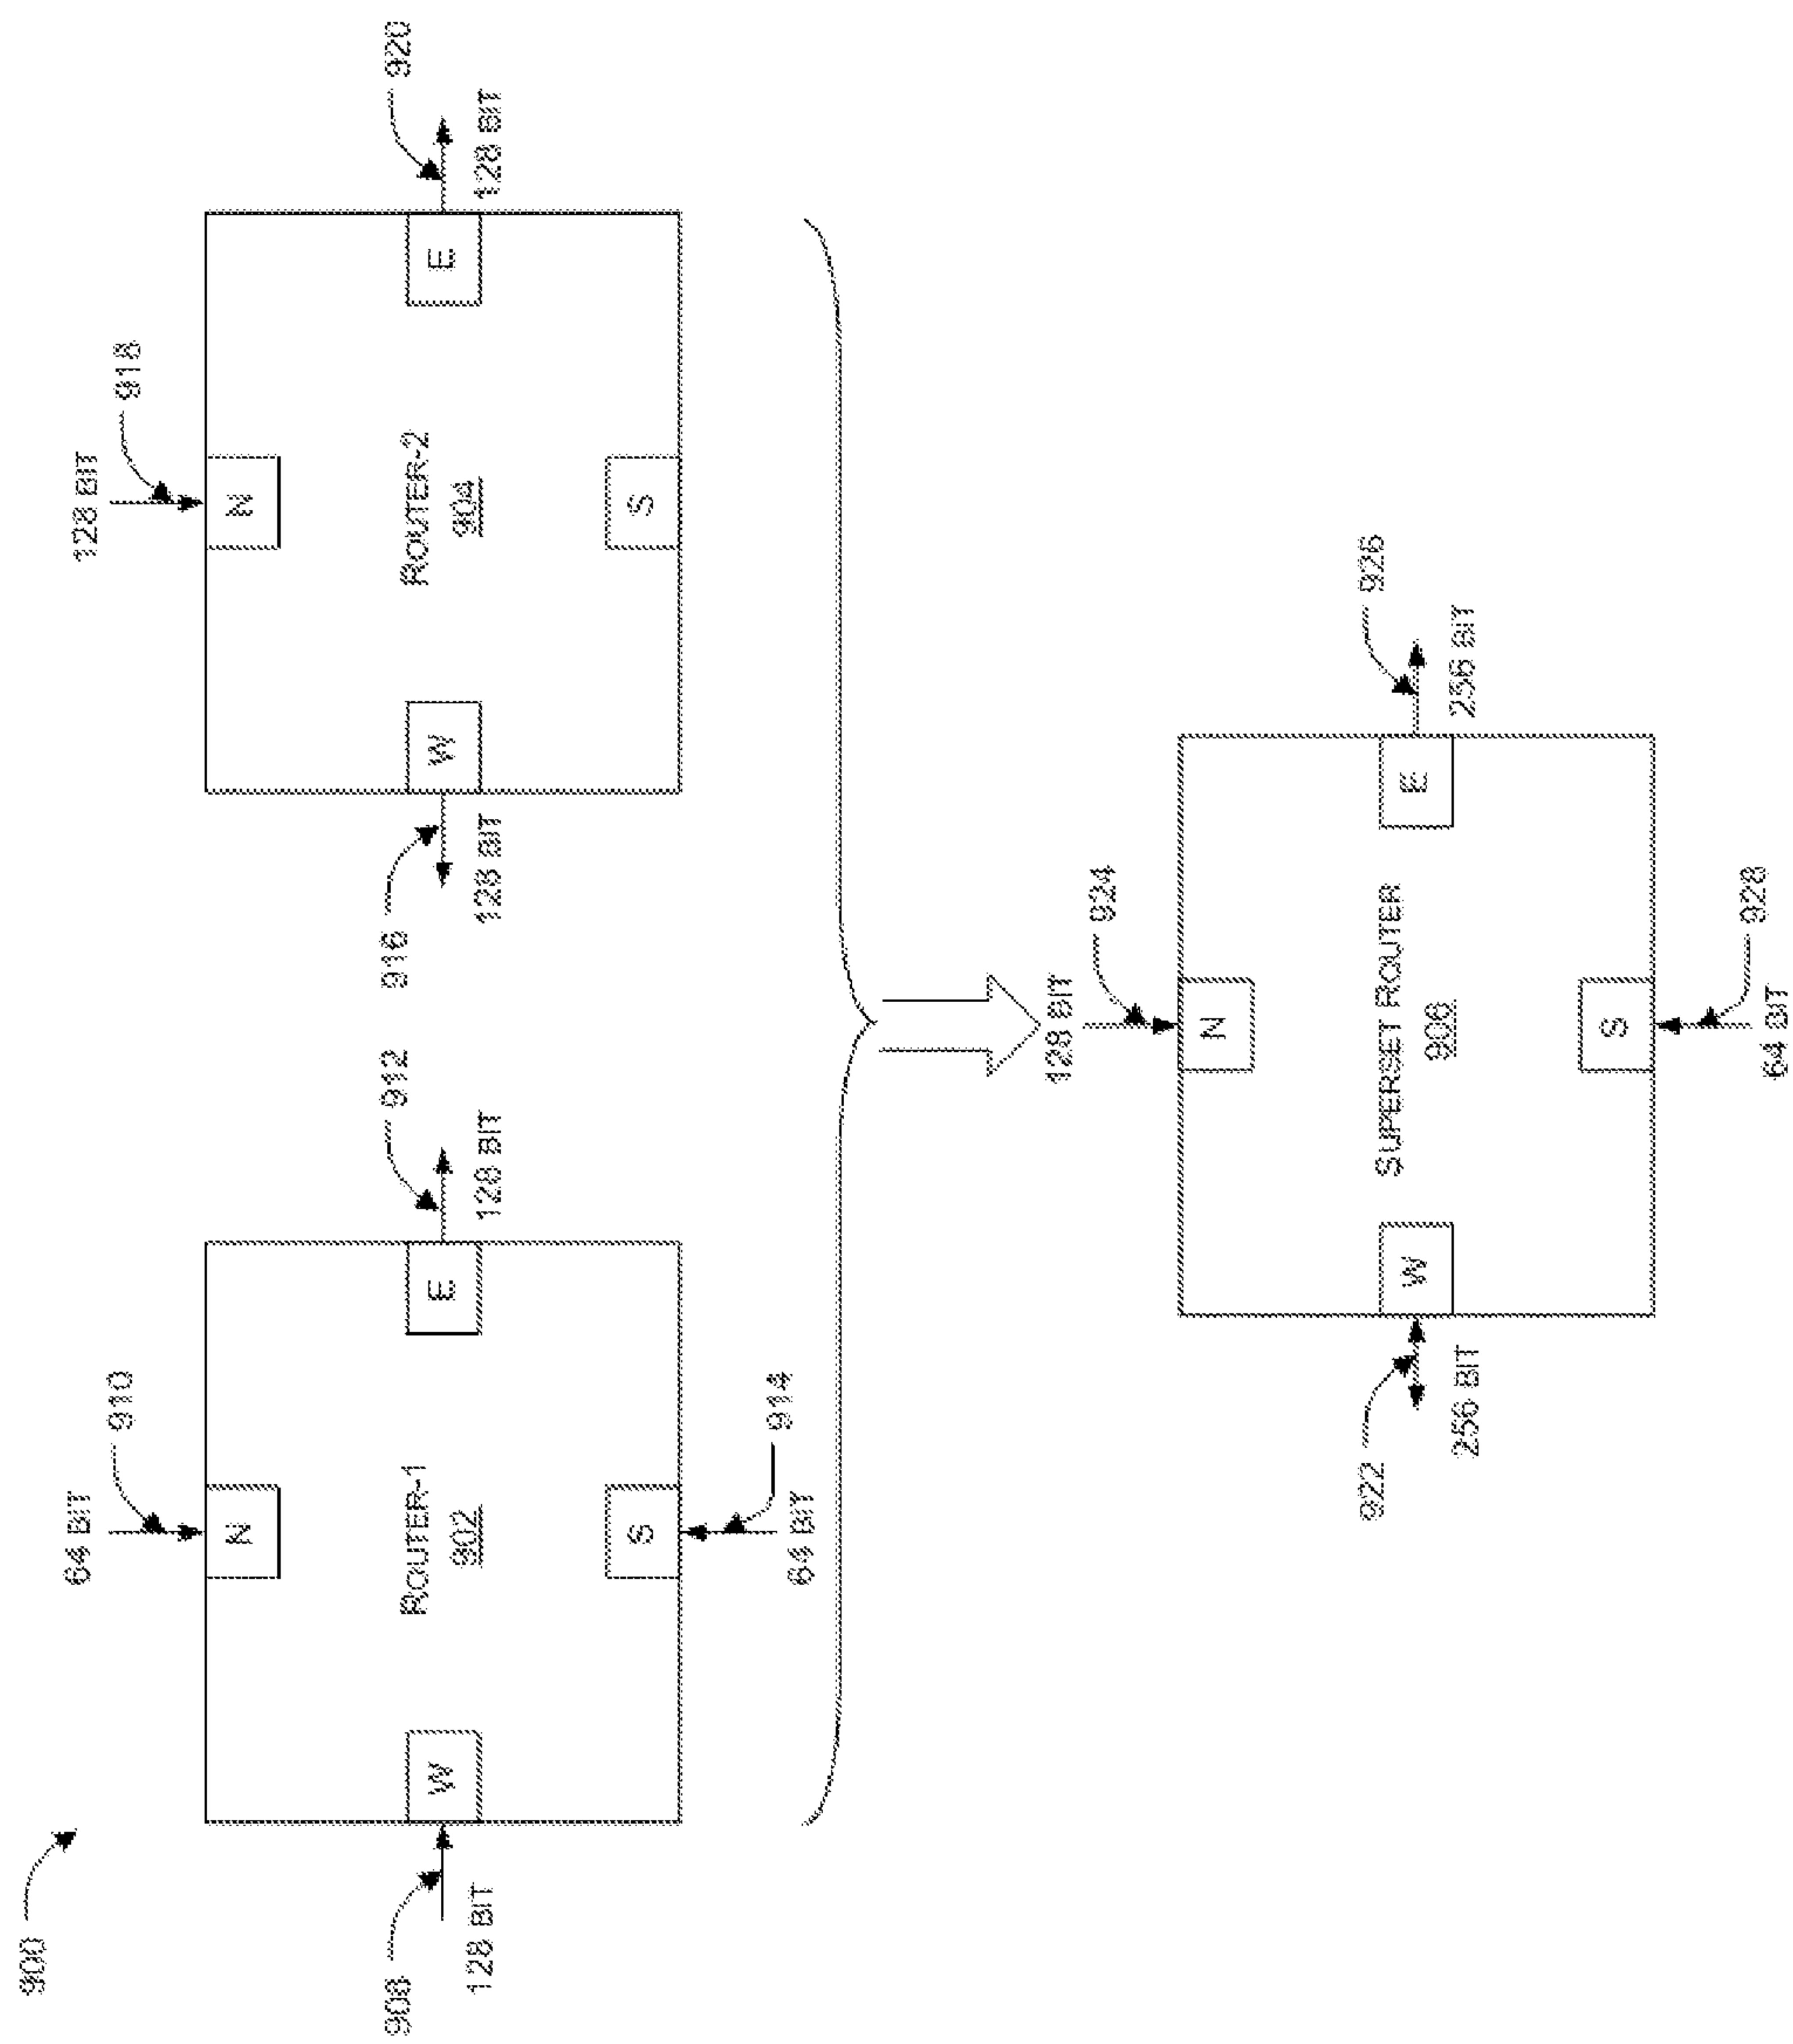 900
64 BIT
128 BIT
910
918
N
N
908
912
916
920
W
ROUTER-1
E
W
ROUTER-2
E
902
904
128 BIT
128 BIT
128 BIT
128 BIT
S
S
914
64 BIT
128 BIT
924
N
922
926
W
SUPERSET ROUTER
E
906
256 BIT
256 BIT
S
928
64 BIT